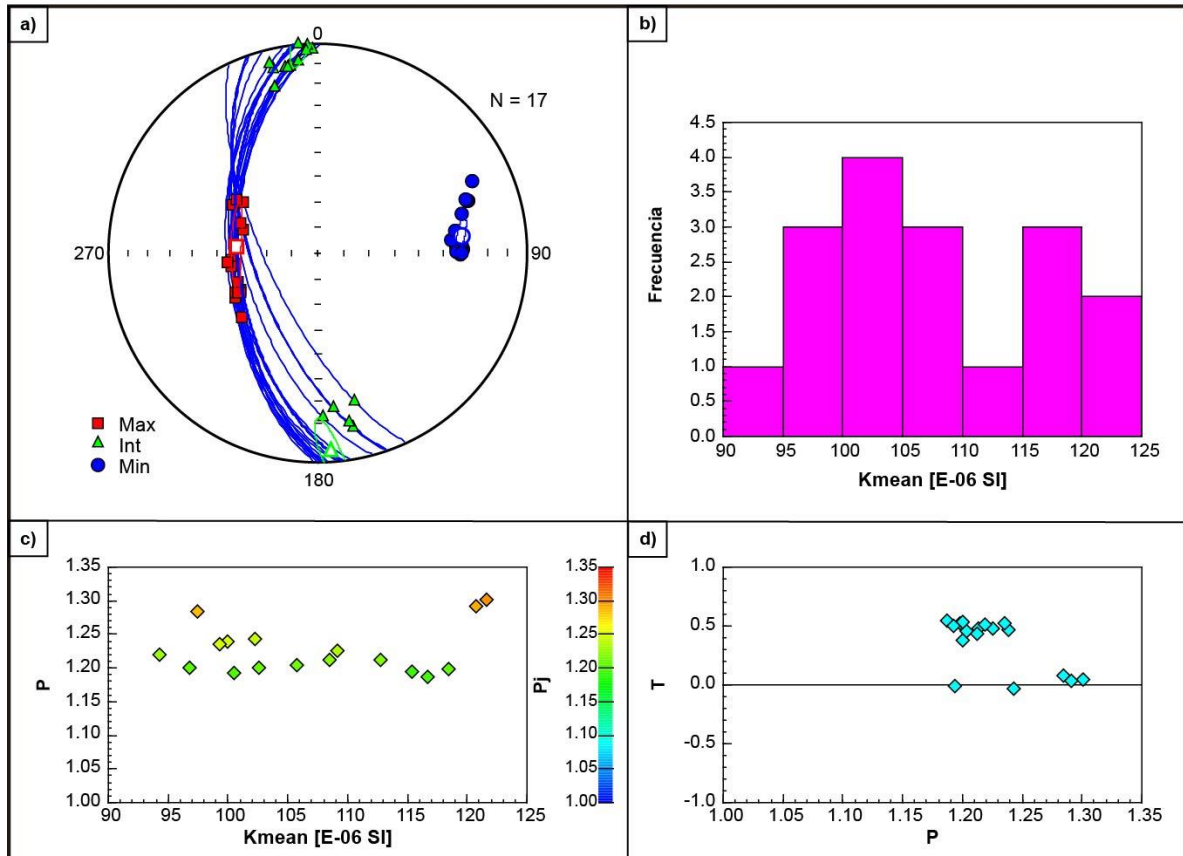 a)
0
N = 17
270
90
180
Max
Int
Min
b)
4.5
4.0
3.5
3.0
2.5
2.0
1.5
1.0
0.5
0.0
Frecuencia
90 95 100 105 110 115 120 125
Kmean [E-06 SI]
c)
1.35
1.30
1.25
1.20
1.15
1.10
1.05
1.00
P
90 95 100 105 110 115 120 125
Kmean [E-06 SI]
Pj
1.35
1.30
1.25
1.20
1.15
1.10
1.05
1.00
d)
1.0
0.5
0.0
-0.5
-1.0
T
1.00 1.05 1.10 1.15 1.20 1.25 1.30 1.35
P